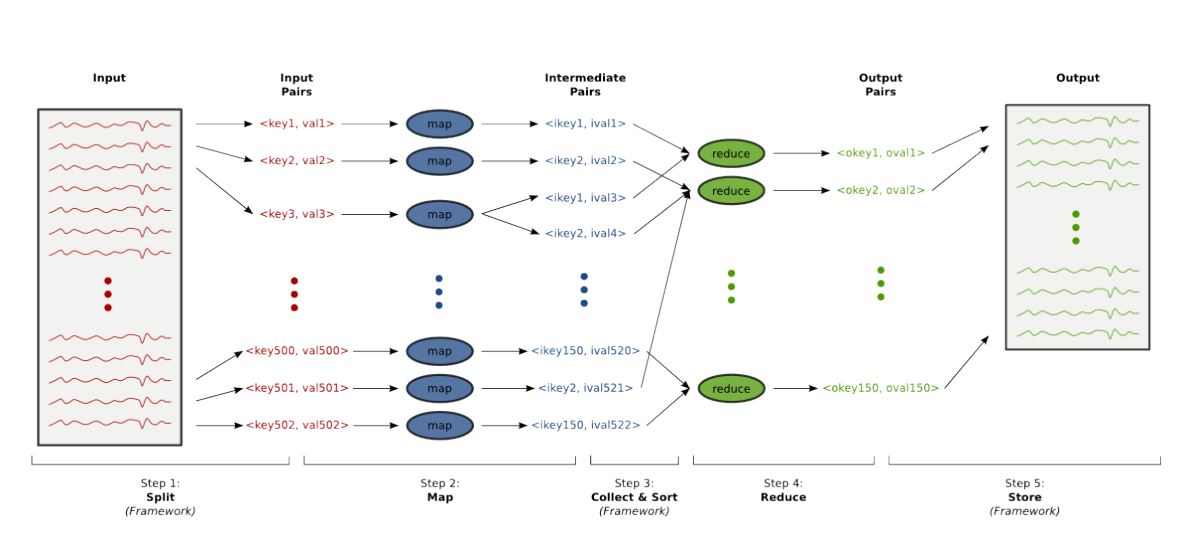 Input
Input
Pairs
Intermediate
Pairs
Output
Pairs
Output
<key1, val1>
map
<ikey1, ival1>
<key2, val2>
map
<ikey2, ival2>
reduce
<okey1, oval1>
<ikey1, ival3>
reduce
<okey2, oval2>
<key3, val3>
map
<ikey2, ival4>
<key500, val500>
map
<ikey150, ival520>
<key501, val501>
map
<ikey2, ival521>
reduce
<okey150, oval150>
<key502, val502>
map
<ikey150, ival522>
Step 1:
Split
(Framework)
Step 2:
Map
Step 3:
Collect & Sort
(Framework)
Step 4:
Reduce
Step 5:
Store
(Framework)